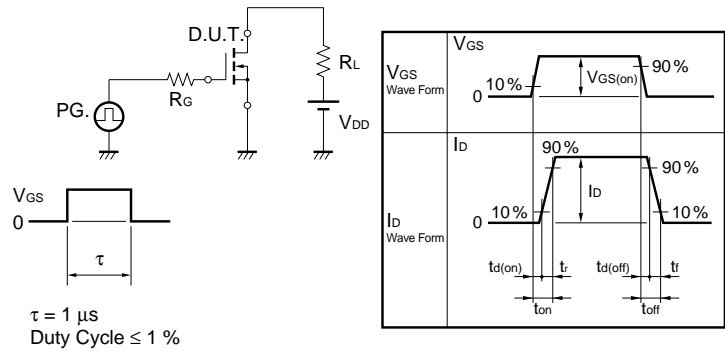 D.U.T.
RL
RG
PG.
VDD
VGS
0
τ
τ = 1 μs
Duty Cycle ≤ 1 %
VGS
Wave Form
VGS
10 %
VGS(on)
90 %
0
ID
Wave Form
ID
90 %
90 %
10 %
ID
10 %
0
td(on)
tr
td(off)
tf
ton
toff